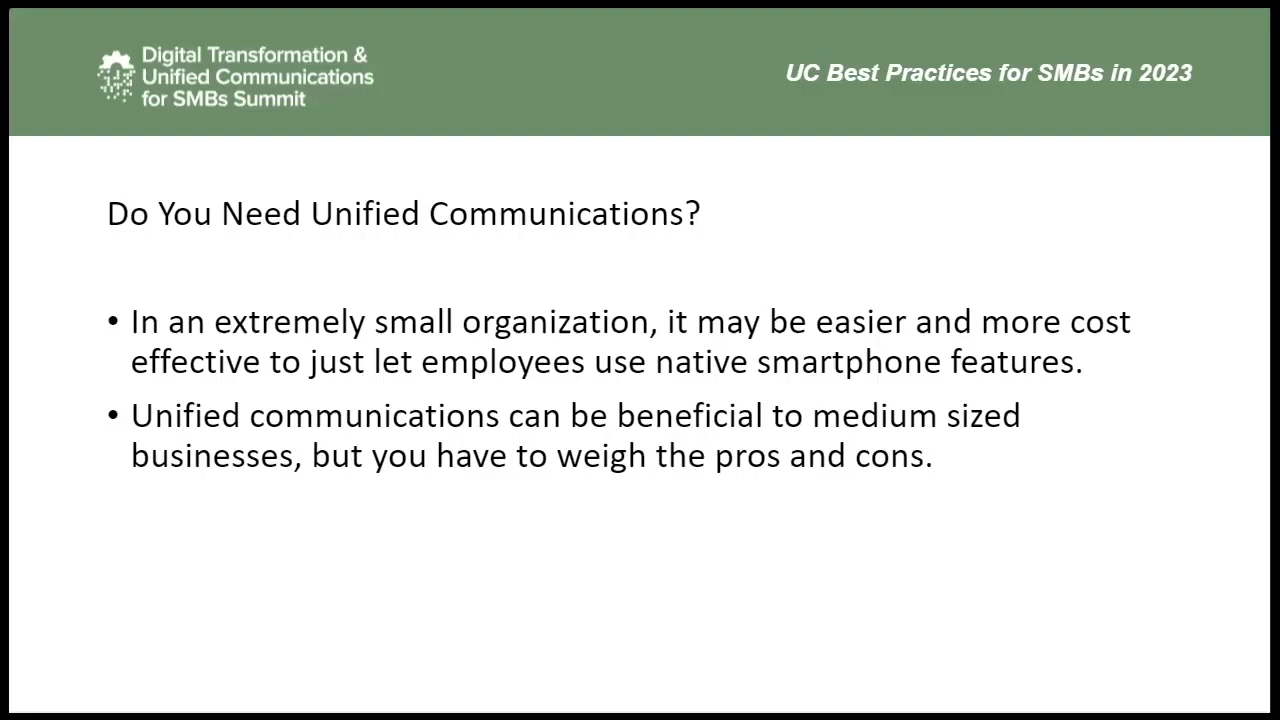 Digital Transformation &
Unified Communications
for SMBs Summit
UC Best Practices for SMBs in 2023
Do You Need Unified Communications?
• In an extremely small organization, it may be easier and more cost
effective to just let employees use native smartphone features.
• Unified communications can be beneficial to medium sized
businesses, but you have to weigh the pros and cons.